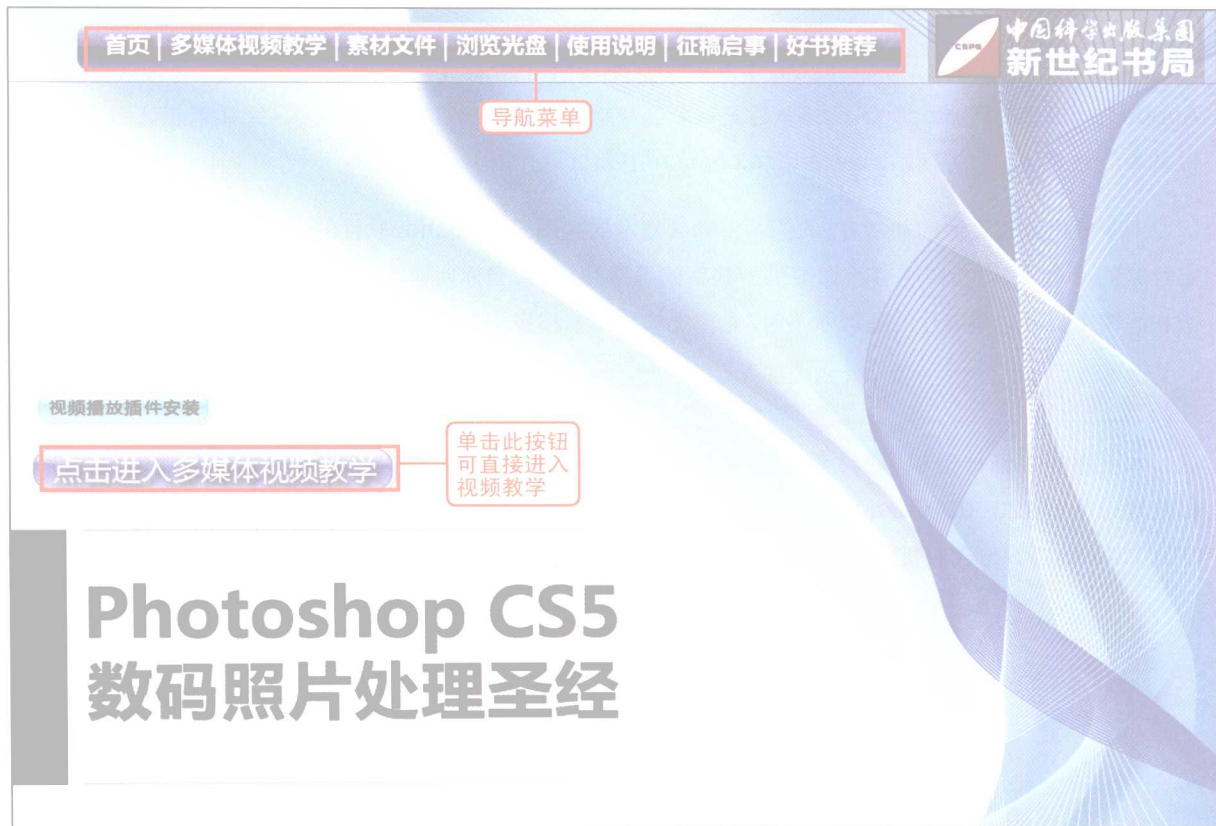 首页|多媒体视频教学|素材文件|浏览光盘|使用说明|征稿启事|好书推荐
CSPG
中国科学出版集团
新世纪书局
导航菜单
视频播放插件安装
点击进入多媒体视频教学
单击此按钮
可直接进入
视频教学
Photoshop CS5
数码照片处理圣经